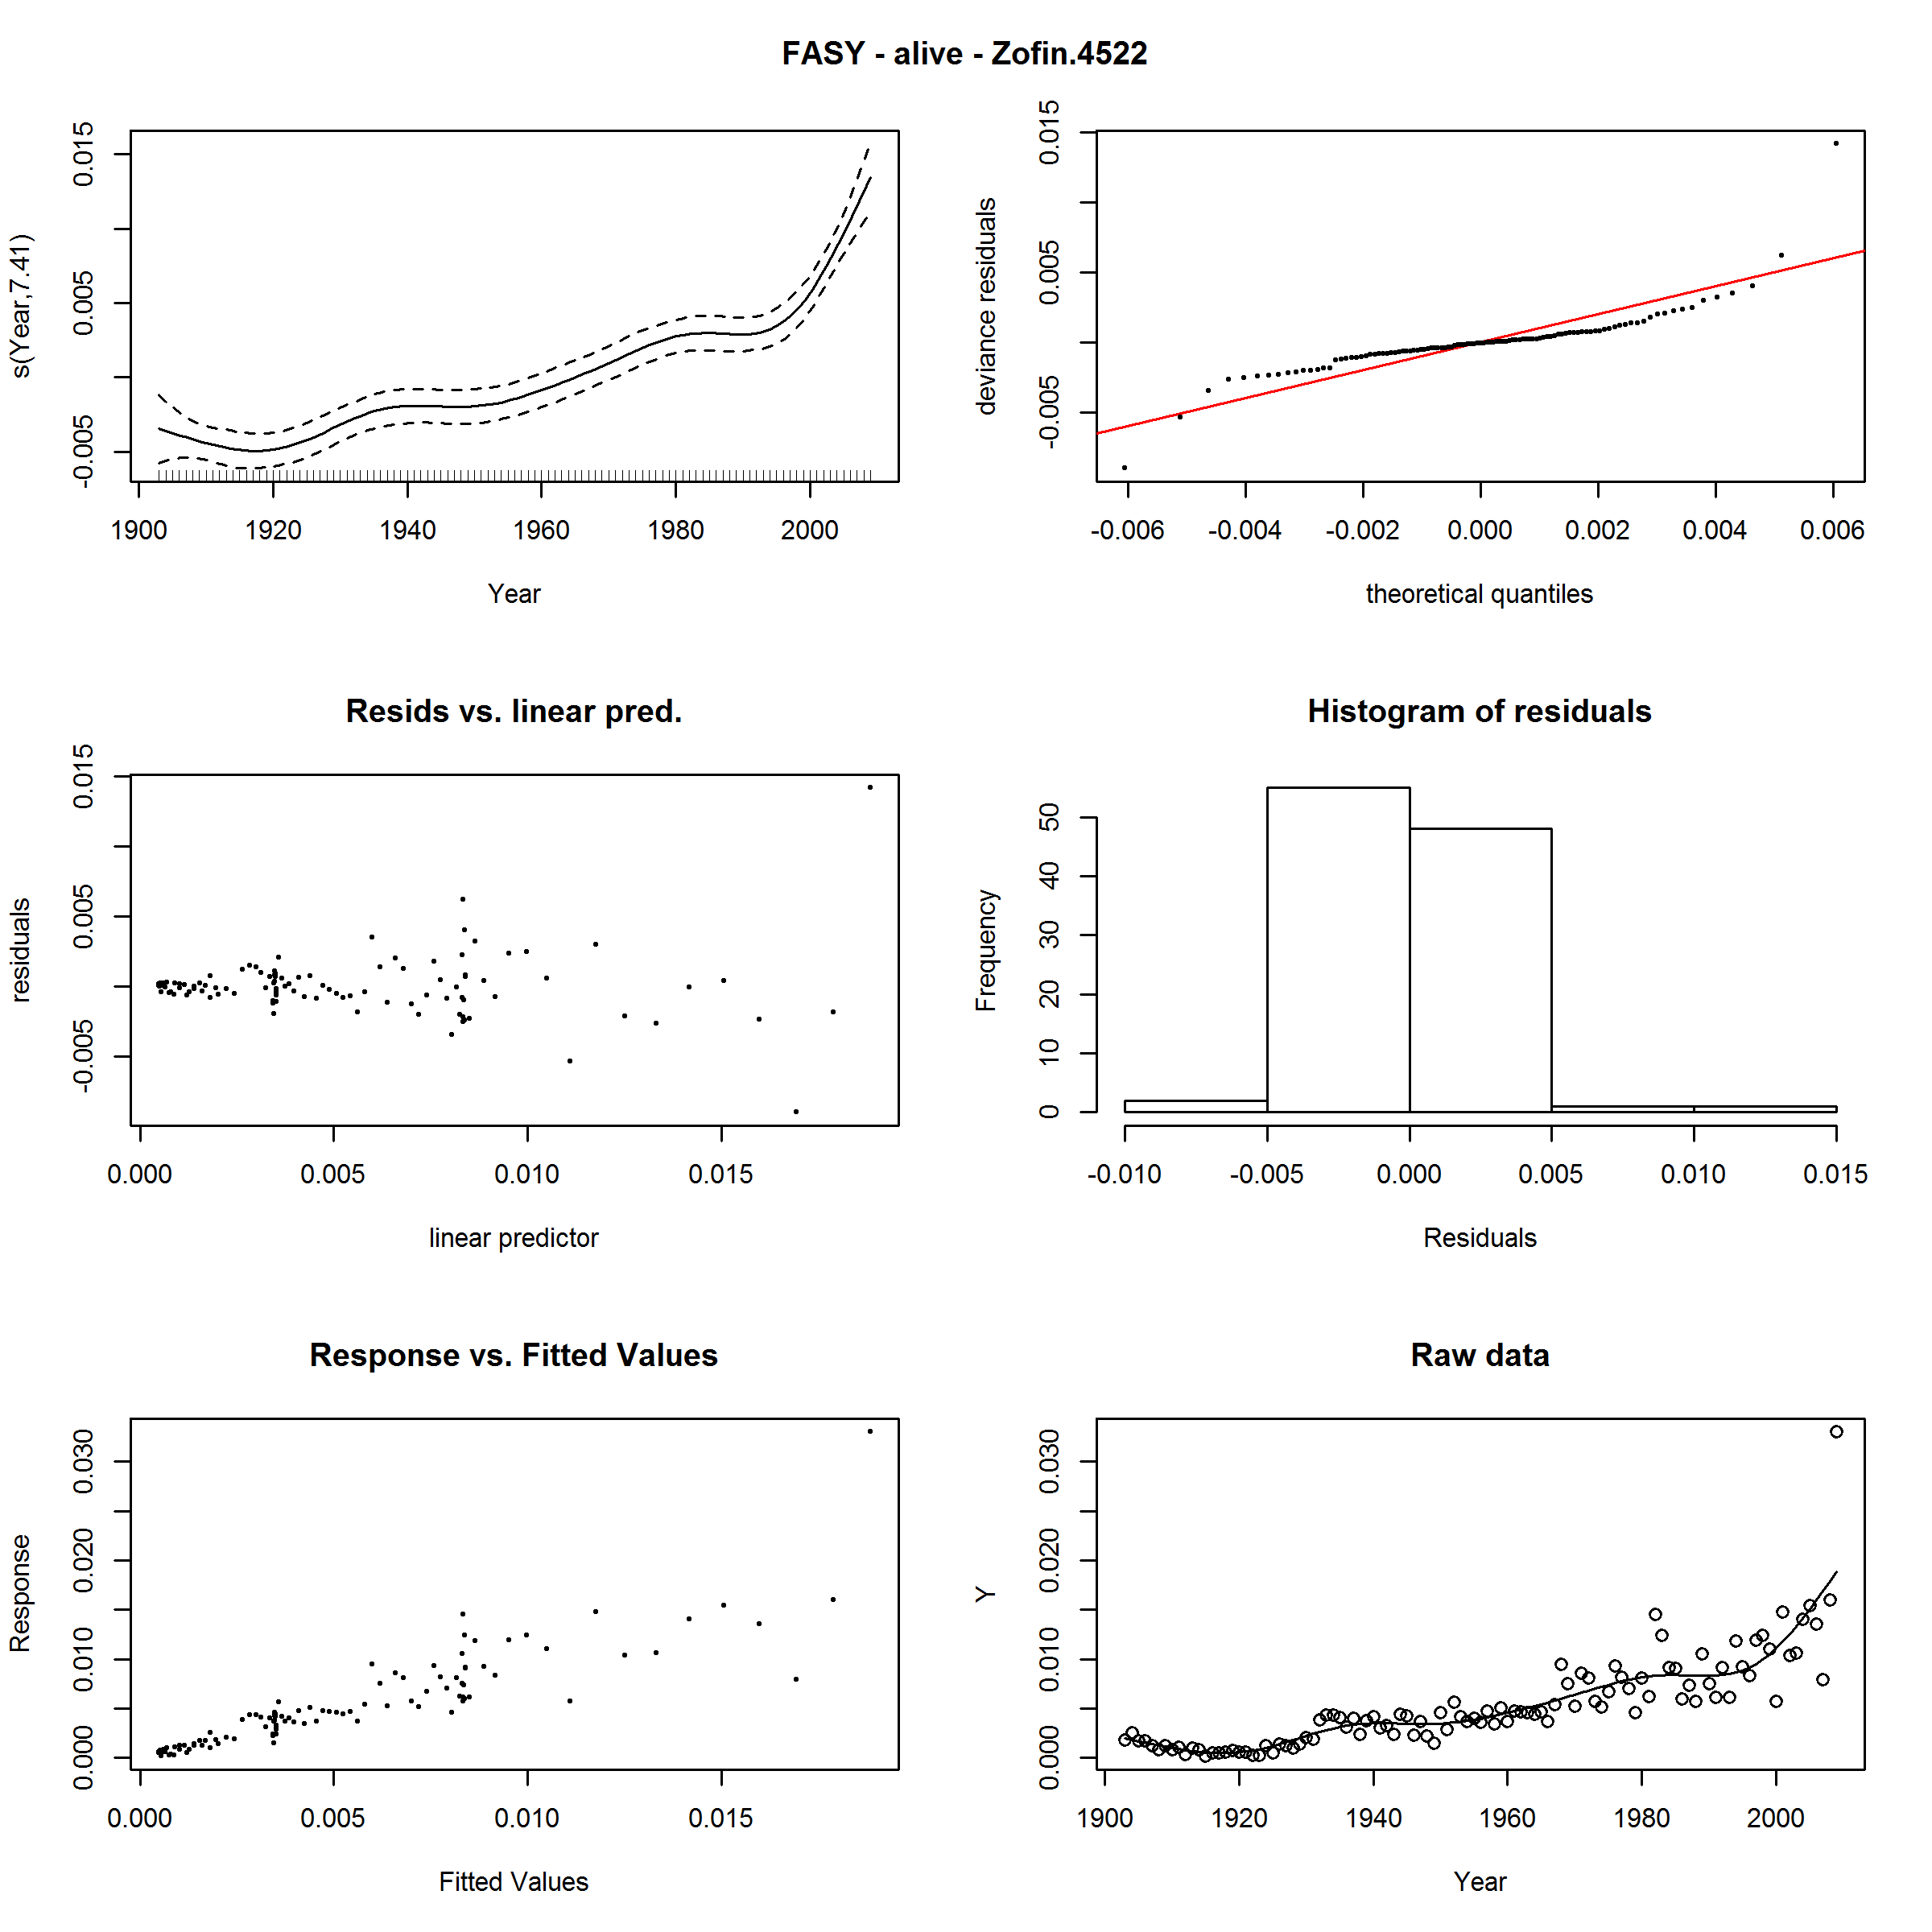 FASY - alive - Zofin.4522
s(Year,7.41)
-0.005 0.005 0.015
1900 1920 1940 1960 1980 2000
Year
deviance residuals
-0.005 0.005 0.015
-0.006 -0.004 -0.002 0.000 0.002 0.004 0.006
theoretical quantiles
Resids vs. linear pred.
residuals
-0.005 0.005 0.015
0.000 0.005 0.010 0.015
linear predictor
Histogram of residuals
Frequency
0 10 20 30 40 50
-0.010 -0.005 0.000 0.005 0.010 0.015
Residuals
Response vs. Fitted Values
Response
0.000 0.010 0.020 0.030
0.000 0.005 0.010 0.015
Fitted Values
Raw data
Y
0.000 0.010 0.020 0.030
1900 1920 1940 1960 1980 2000
Year